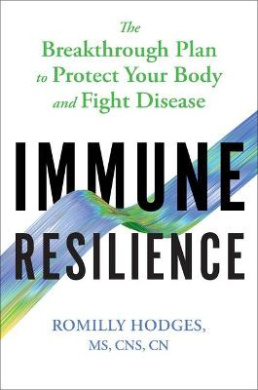 The
Breakthrough Plan
to Protect Your Body
and Fight Disease
IMMUNE
RESILIENCE
ROMILLY HODGES,
MS, CNS, CN